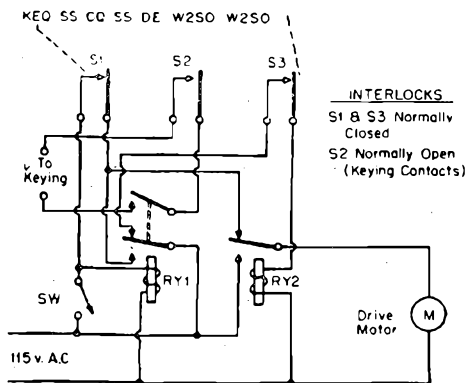 KEQ SS CQ SS DE W2SO W2SO
S1
S2
S3
INTERLOCKS
S1 & S3 Normally
Closed
S2 Normally Open
(Keying Contacts)
To
Keying
SW
RY1
RY2
Drive
Motor
M
115 v. A.C